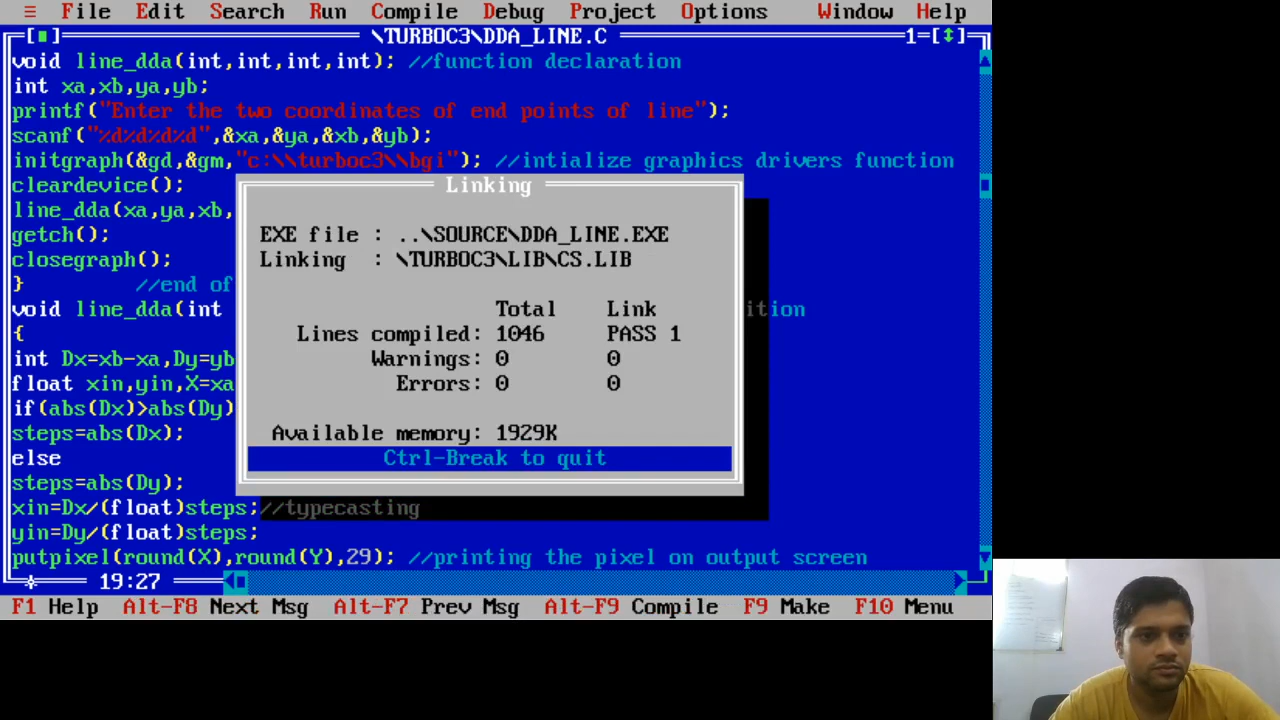 ≡ File Edit Search Run Compile Debug Project Options Window Help
\TURBOC3\DDA_LINE.C 1=[↕]
void line_dda(int,int,int,int); //function declaration
int xa,xb,ya,yb;
printf("Enter the two coordinates of end points of line");
scanf("%d%d%d%d",&xa,&ya,&xb,&yb);
initgraph(&gd,&gm,"c:\\turboc3\\bgi"); //intialize graphics drivers function
cleardevice();
line_dda(xa,ya,xb,
getch();
closegraph();
} //end of
void line_dda(int ition
{
int Dx=xb-xa,Dy=yb
float xin,yin,X=xa
if(abs(Dx)>abs(Dy)
steps=abs(Dx);
else
steps=abs(Dy);
xin=Dx/(float)steps;//typecasting
yin=Dy/(float)steps;
putpixel(round(X),round(Y),29); //printing the pixel on output screen
19:27
F1 Help Alt-F8 Next Msg Alt-F7 Prev Msg Alt-F9 Compile F9 Make F10 Menu
Linking
EXE file : ..\SOURCE\DDA_LINE.EXE
Linking : \TURBOC3\LIB\CS.LIB
Total Link
Lines compiled: 1046 PASS 1
Warnings: 0 0
Errors: 0 0
Available memory: 1929K
Ctrl-Break to quit